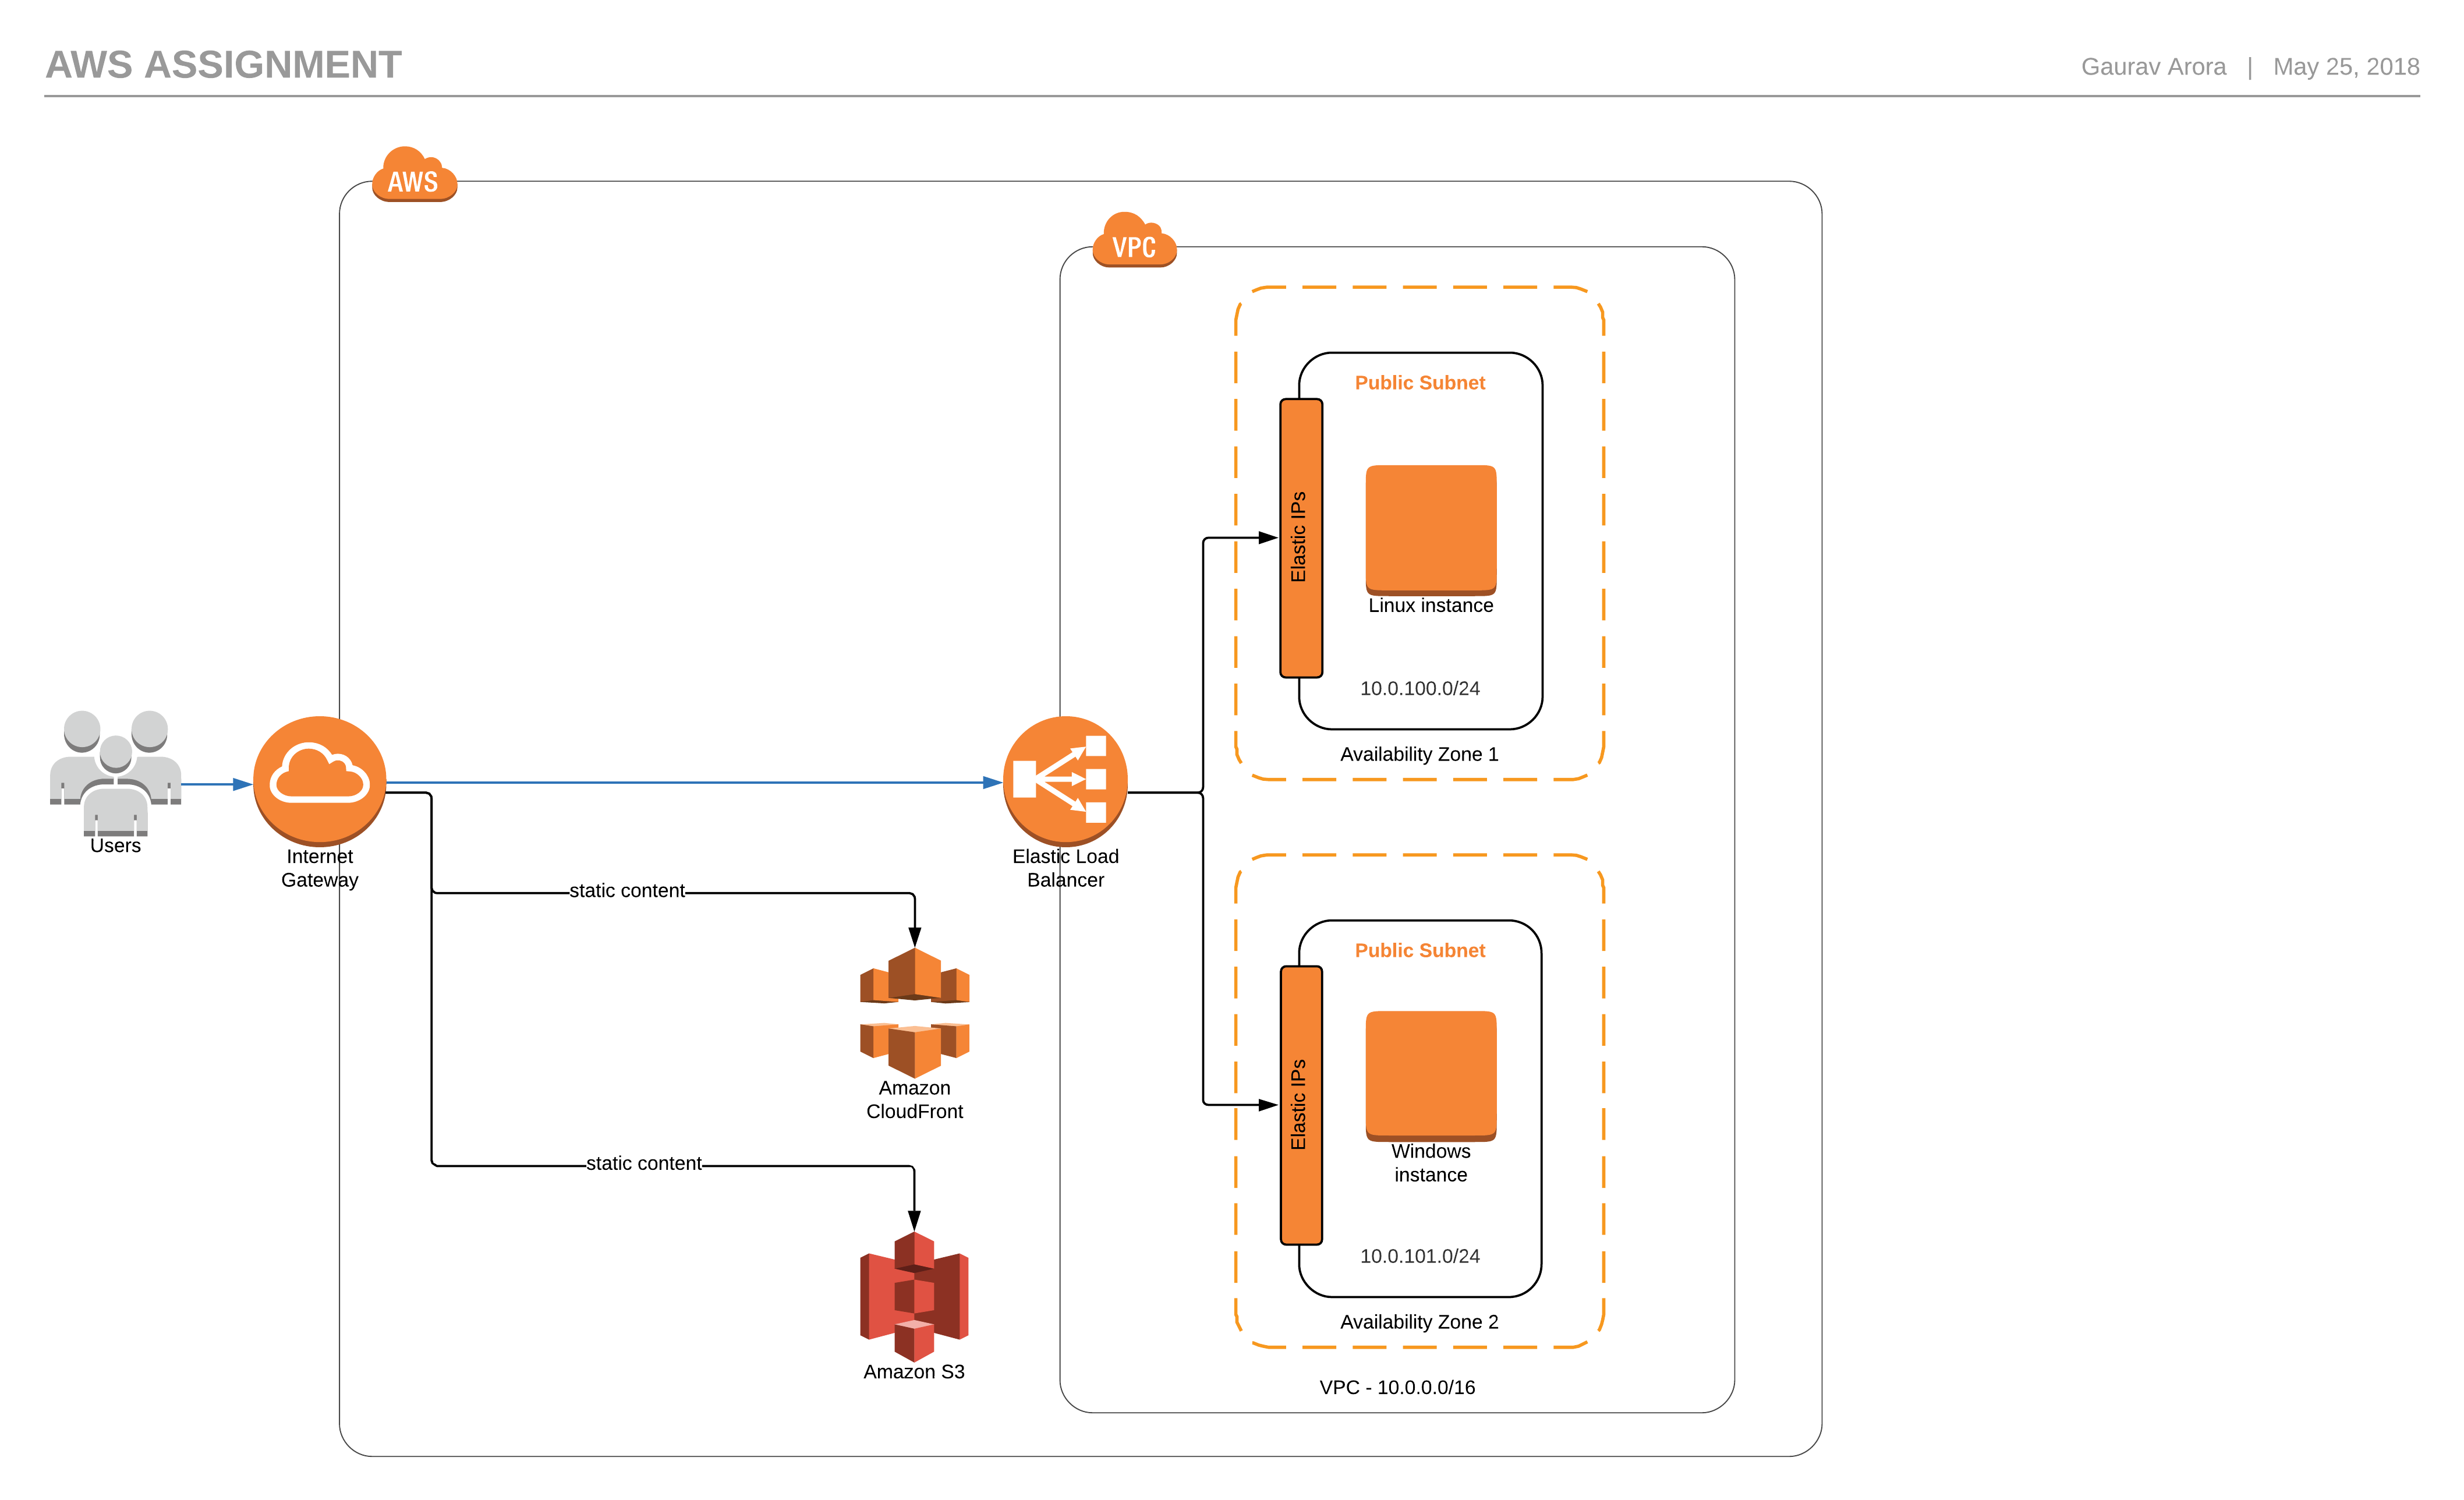 AWS ASSIGNMENT
Gaurav Arora | May 25, 2018
AWS
VPC
Public Subnet
Elastic IPs
Linux instance
10.0.100.0/24
Availability Zone 1
Users
Internet
Gateway
Elastic Load
Balancer
static content
Amazon
CloudFront
static content
Amazon S3
Public Subnet
Elastic IPs
Windows
instance
10.0.101.0/24
Availability Zone 2
VPC - 10.0.0.0/16